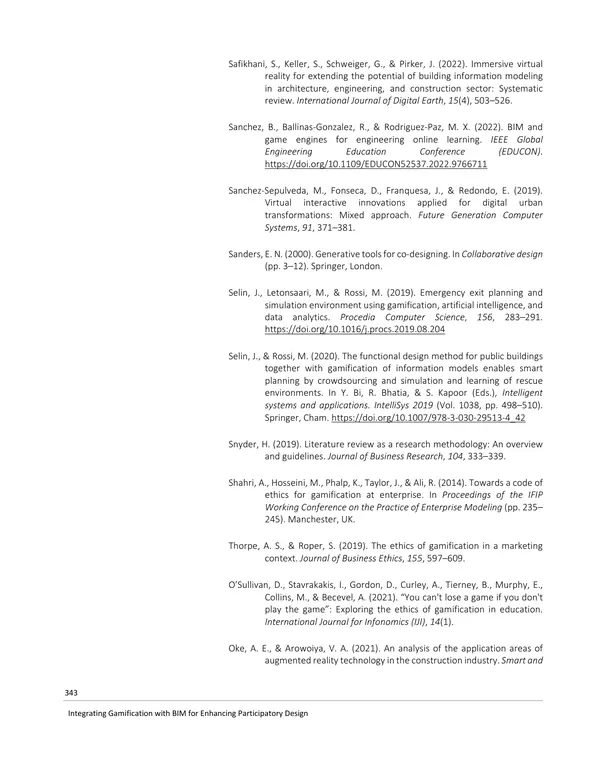 Safikhani, S., Keller, S., Schweiger, G., & Pirker, J. (2022). Immersive virtual
reality for extending the potential of building information modeling
in architecture, engineering, and construction sector: Systematic
review. International Journal of Digital Earth, 15(4), 503–526.
Sanchez, B., Ballinas-Gonzalez, R., & Rodriguez-Paz, M. X. (2022). BIM and
game engines for engineering online learning. IEEE Global
Engineering Education Conference (EDUCON).
https://doi.org/10.1109/EDUCON52537.2022.9766711
Sanchez-Sepulveda, M., Fonseca, D., Franquesa, J., & Redondo, E. (2019).
Virtual interactive innovations applied for digital urban
transformations: Mixed approach. Future Generation Computer
Systems, 91, 371–381.
Sanders, E. N. (2000). Generative tools for co-designing. In Collaborative design
(pp. 3–12). Springer, London.
Selin, J., Letonsaari, M., & Rossi, M. (2019). Emergency exit planning and
simulation environment using gamification, artificial intelligence, and
data analytics. Procedia Computer Science, 156, 283–291.
https://doi.org/10.1016/j.procs.2019.08.204
Selin, J., & Rossi, M. (2020). The functional design method for public buildings
together with gamification of information models enables smart
planning by crowdsourcing and simulation and learning of rescue
environments. In Y. Bi, R. Bhatia, & S. Kapoor (Eds.), Intelligent
systems and applications. IntelliSys 2019 (Vol. 1038, pp. 498–510).
Springer, Cham. https://doi.org/10.1007/978-3-030-29513-4_42
Snyder, H. (2019). Literature review as a research methodology: An overview
and guidelines. Journal of Business Research, 104, 333–339.
Shahri, A., Hosseini, M., Phalp, K., Taylor, J., & Ali, R. (2014). Towards a code of
ethics for gamification at enterprise. In Proceedings of the IFIP
Working Conference on the Practice of Enterprise Modeling (pp. 235–
245). Manchester, UK.
Thorpe, A. S., & Roper, S. (2019). The ethics of gamification in a marketing
context. Journal of Business Ethics, 155, 597–609.
O'Sullivan, D., Stavrakakis, I., Gordon, D., Curley, A., Tierney, B., Murphy, E.,
Collins, M., & Becevel, A. (2021). "You can't lose a game if you don't
play the game": Exploring the ethics of gamification in education.
International Journal for Infonomics (IJI), 14(1).
Oke, A. E., & Arowoiya, V. A. (2021). An analysis of the application areas of
augmented reality technology in the construction industry. Smart and
343
Integrating Gamification with BIM for Enhancing Participatory Design